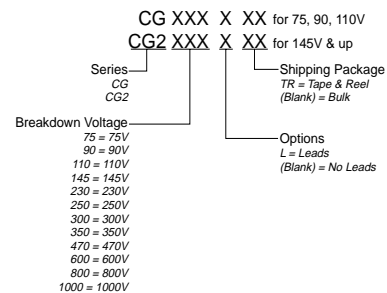 CG XXX X XX for 75, 90, 110V
CG2 XXX X XX for 145V & up
Series
CG
CG2
Shipping Package
TR = Tape & Reel
(Blank) = Bulk
Breakdown Voltage
75 = 75V
90 = 90V
110 = 110V
145 = 145V
230 = 230V
250 = 250V
300 = 300V
350 = 350V
470 = 470V
600 = 600V
800 = 800V
1000 = 1000V
Options
L = Leads
(Blank) = No Leads